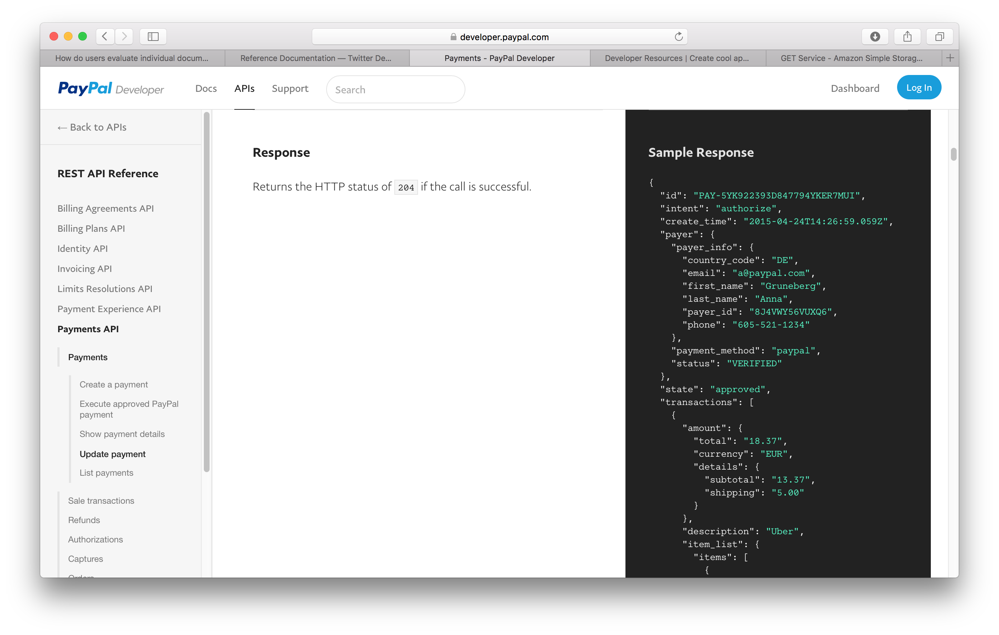 developer.paypal.com
How do users evaluate individual docum...
Reference Documentation — Twitter De...
Payments - PayPal Developer
Developer Resources | Create cool ap...
GET Service - Amazon Simple Storag...
PayPal Developer
Docs
APIs
Support
Search
Dashboard
Log In
← Back to APIs
REST API Reference
Billing Agreements API
Billing Plans API
Identity API
Invoicing API
Limits Resolutions API
Payment Experience API
Payments API
Payments
Create a payment
Execute approved PayPal
payment
Show payment details
Update payment
List payments
Sale transactions
Refunds
Authorizations
Captures
Orders
Response
Returns the HTTP status of 204 if the call is successful.
Sample Response
{
"id": "PAY-5YK922393D847794YKER7MUI",
"intent": "authorize",
"create_time": "2015-04-24T14:26:59.059Z",
"payer": {
"payer_info": {
"country_code": "DE",
"email": "a@paypal.com",
"first_name": "Gruneberg",
"last_name": "Anna",
"payer_id": "8J4VWY56VUXQ6",
"phone": "605-521-1234"
},
"payment_method": "paypal",
"status": "VERIFIED"
},
"state": "approved",
"transactions": [
{
"amount": {
"total": "18.37",
"currency": "EUR",
"details": {
"subtotal": "13.37",
"shipping": "5.00"
}
},
"description": "Uber",
"item_list": {
"items": [
{